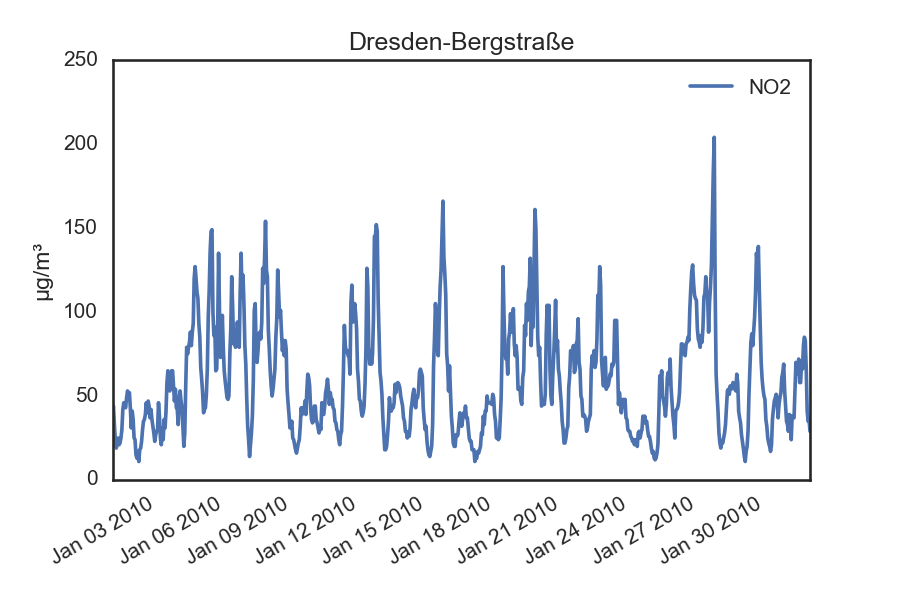 Dresden-Bergstraße
250
200
150
100
50
0
µg/m³
NO2
Jan 03 2010
Jan 06 2010
Jan 09 2010
Jan 12 2010
Jan 15 2010
Jan 18 2010
Jan 21 2010
Jan 24 2010
Jan 27 2010
Jan 30 2010